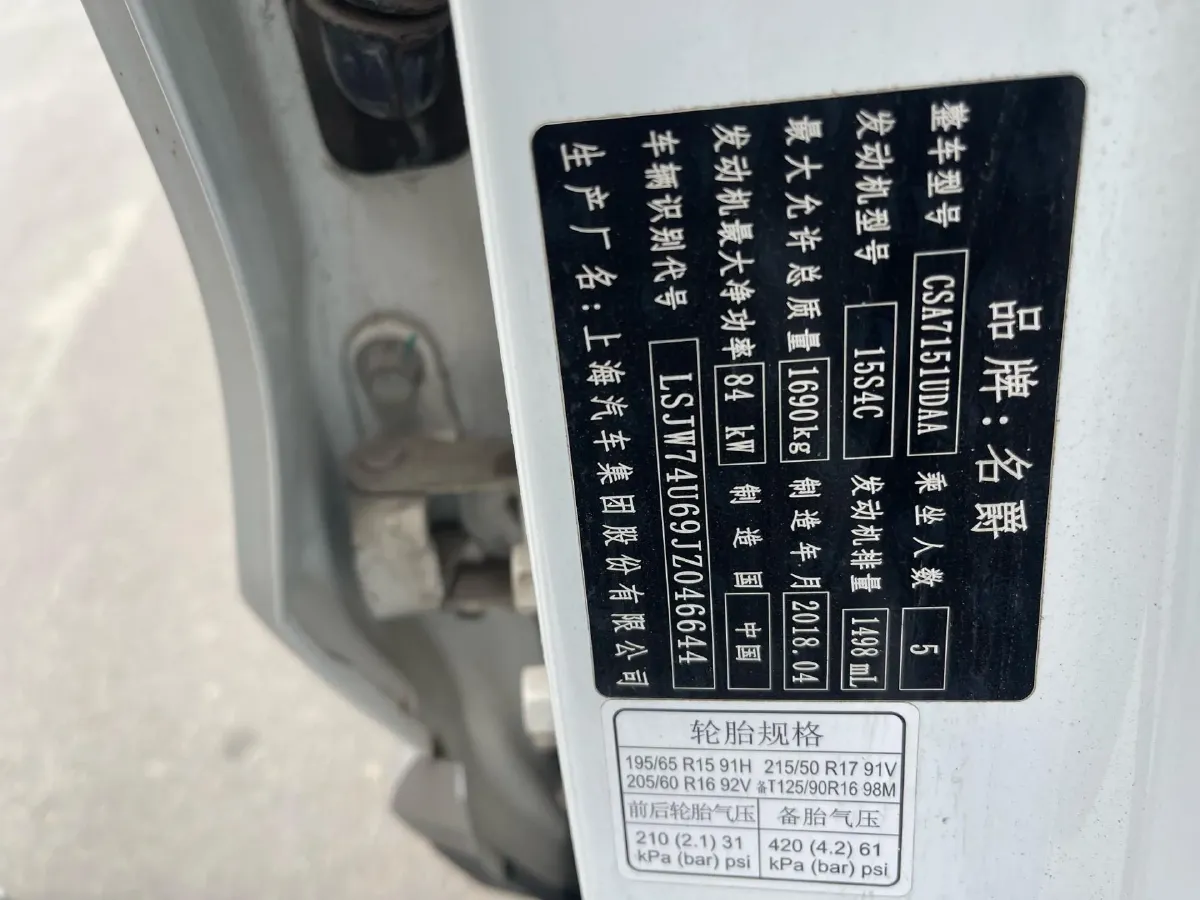 品牌:名爵
整车型号 CSA7151UDAA 乘坐人数 5
发动机型号 15S4C 发动机排量 1498 mL
最大允许总质量 1690kg 制造年月 2018.04
发动机最大净功率 84 kW 制造国 中国
车辆识别代号 LSJW74U69JZ046644
生产厂名:上海汽车集团股份有限公司
轮胎规格
195/65 R15 91H 215/50 R17 91V
205/60 R16 92V 备T125/90R16 98M
前后轮胎气压 备胎气压
210 (2.1) 31 420 (4.2) 61
kPa (bar) psi kPa (bar) psi